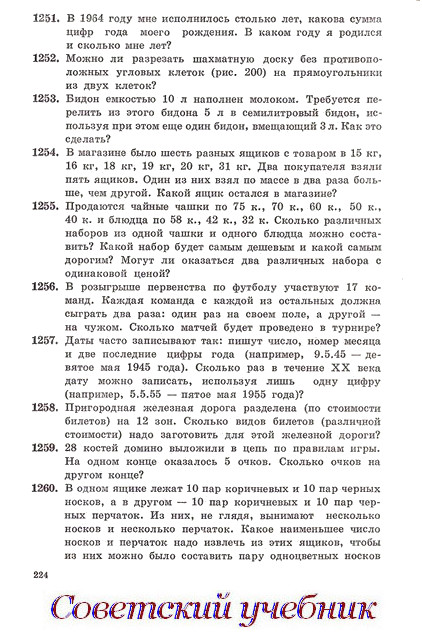 1251. В 1964 году мне исполнилось столько лет, какова сумма
цифр года моего рождения. В каком году я родился
и сколько мне лет?
1252. Можно ли разрезать шахматную доску без противопо-
ложных угловых клеток (рис. 200) на прямоугольники
из двух клеток?
1253. Бидон емкостью 10 л наполнен молоком. Требуется пе-
релить из этого бидона 5 л в семилитровый бидон, ис-
пользуя при этом еще один бидон, вмещающий 3 л. Как это
сделать?
1254. В магазине было шесть разных ящиков с товаром в 15 кг,
16 кг, 18 кг, 19 кг, 20 кг, 31 кг. Два покупателя взяли
пять ящиков. Один из них взял по массе в два раза боль-
ше, чем другой. Какой ящик остался в магазине?
1255. Продаются чайные чашки по 75 к., 70 к., 60 к., 50 к.,
40 к. и блюдца по 58 к., 42 к., 32 к. Сколько различных
наборов из одной чашки и одного блюдца можно соста-
вить? Какой набор будет самым дешевым и какой самым
дорогим? Могут ли оказаться два различных набора с
одинаковой ценой?
1256. В розыгрыше первенства по футболу участвуют 17 ко-
манд. Каждая команда с каждой из остальных должна
сыграть два раза: один раз на своем поле, а другой —
на чужом. Сколько матчей будет проведено в турнире?
1257. Даты часто записывают так: пишут число, номер месяца
и две последние цифры года (например, 9.5.45 — де-
вятое мая 1945 года). Сколько раз в течение XX века
дату можно записать, используя лишь одну цифру
(например, 5.5.55 — пятое мая 1955 года)?
1258. Пригородная железная дорога разделена (по стоимости
билетов) на 12 зон. Сколько видов билетов (различной
стоимости) надо заготовить для этой железной дороги?
1259. 28 костей домино выложили в цепь по правилам игры.
На одном конце оказалось 5 очков. Сколько очков на
другом конце?
1260. В одном ящике лежат 10 пар коричневых и 10 пар черных
носков, а в другом — 10 пар коричневых и 10 пар чер-
ных перчаток. Из них, не глядя, вынимают несколько
носков и несколько перчаток. Какое наименьшее число
носков и перчаток надо извлечь из этих ящиков, чтобы
из них можно было составить пару одноцветных носков
224
Советский учебник